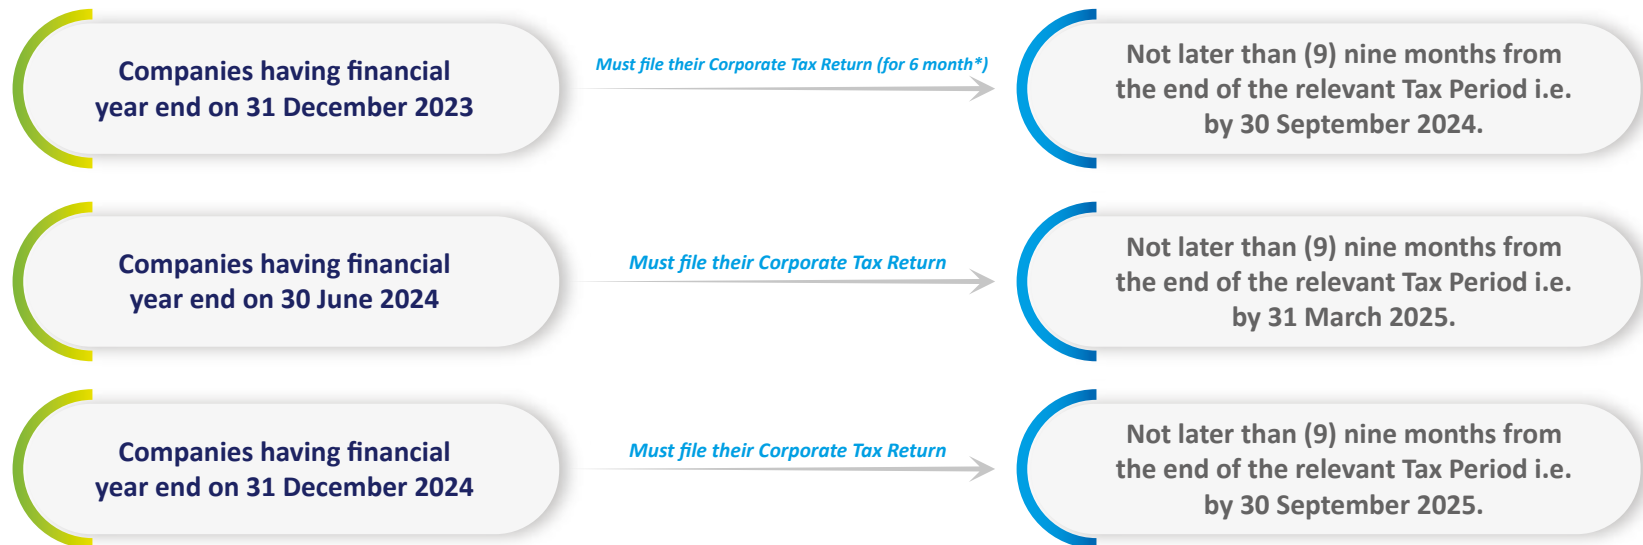 Companies having financial
year end on 31 December 2023
Must file their Corporate Tax Return (for 6 month*)
Not later than (9) nine months from
the end of the relevant Tax Period i.e.
by 30 September 2024.
Companies having financial
year end on 30 June 2024
Must file their Corporate Tax Return
Not later than (9) nine months from
the end of the relevant Tax Period i.e.
by 31 March 2025.
Companies having financial
year end on 31 December 2024
Must file their Corporate Tax Return
Not later than (9) nine months from
the end of the relevant Tax Period i.e.
by 30 September 2025.